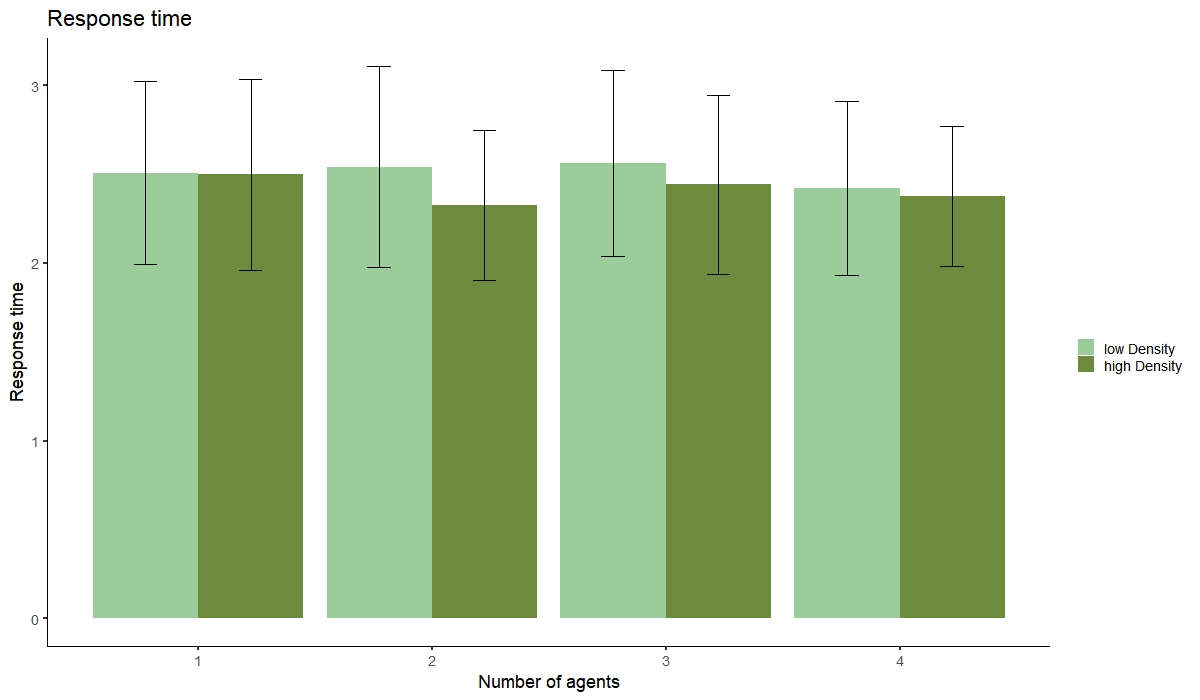 Response time
Response time
3
2
1
0
1 2 3 4
Number of agents
low Density
high Density